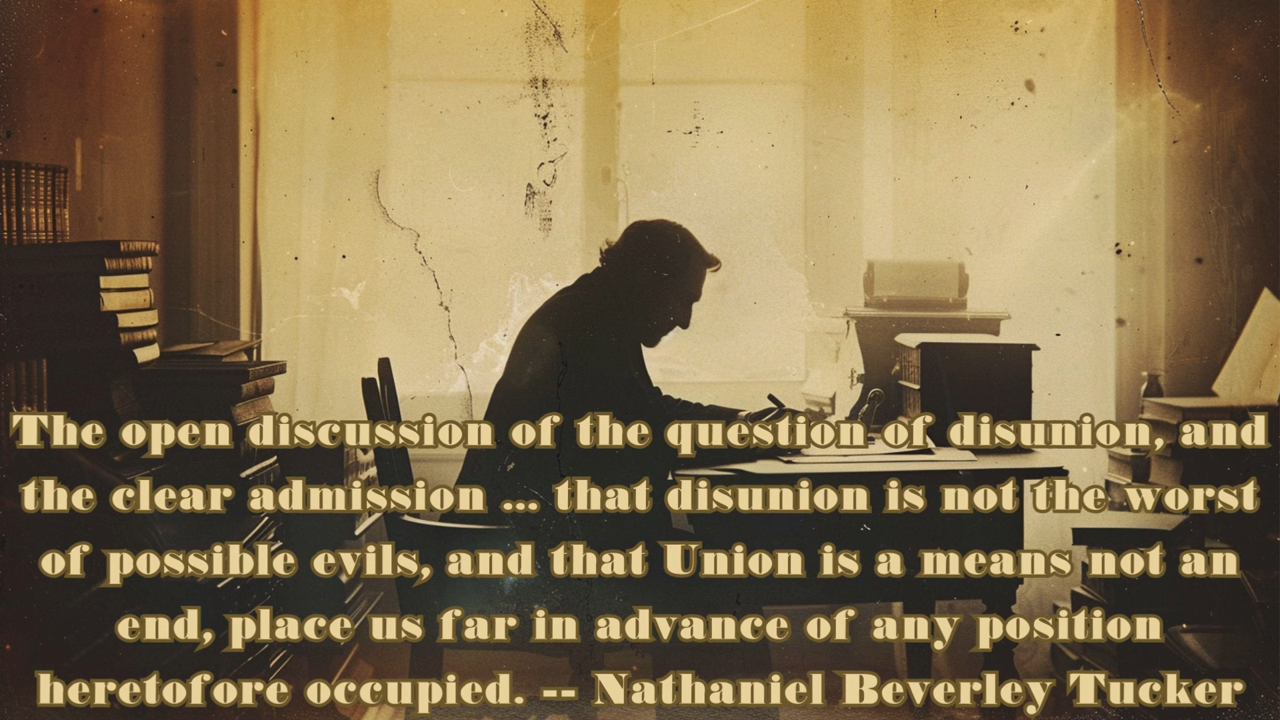 The open discussion of the question of disunion, and
the clear admission ... that disunion is not the worst
of possible evils, and that Union is a means not an
end, place us far in advance of any position
heretofore occupied. -- Nathaniel Beverley Tucker